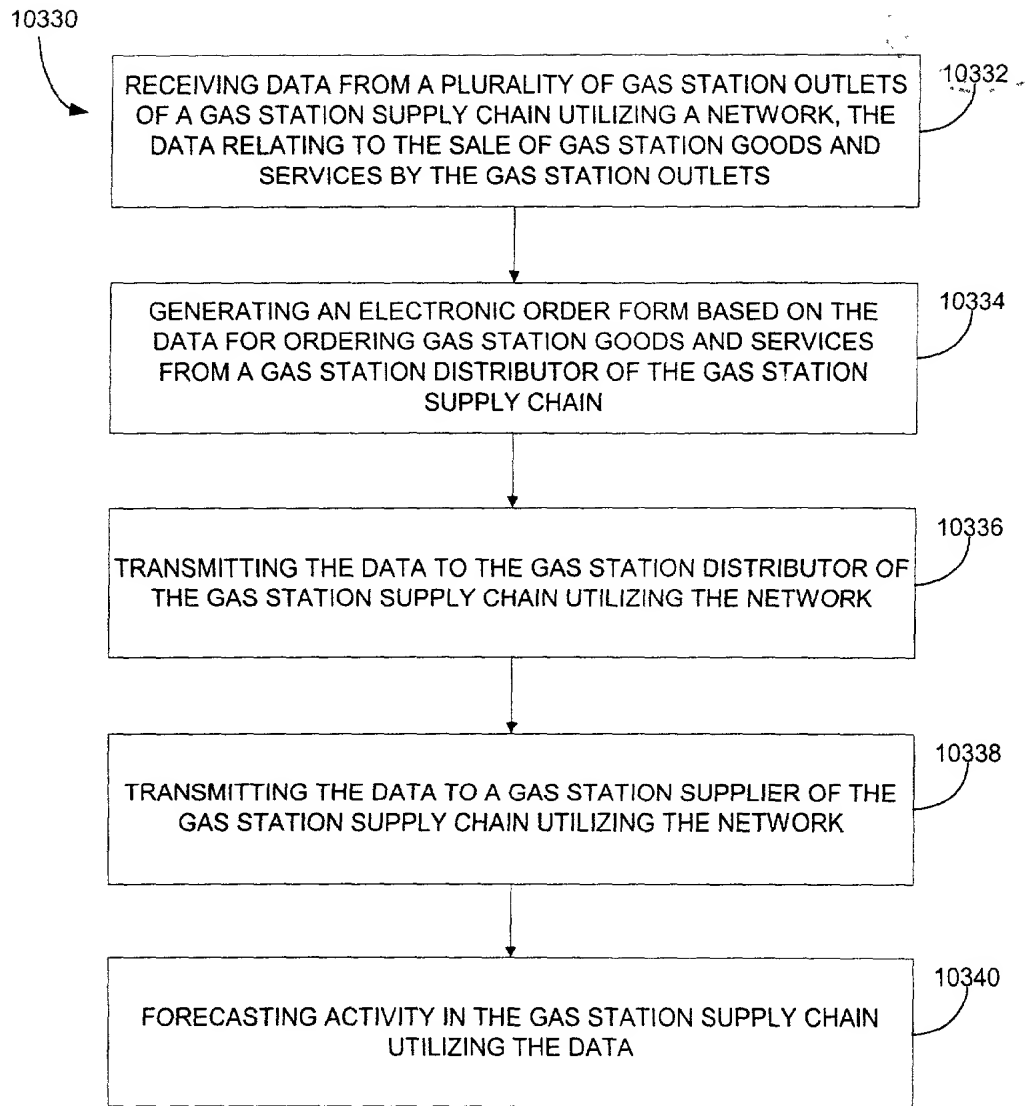 10330
RECEIVING DATA FROM A PLURALITY OF GAS STATION OUTLETS
OF A GAS STATION SUPPLY CHAIN UTILIZING A NETWORK, THE
DATA RELATING TO THE SALE OF GAS STATION GOODS AND
SERVICES BY THE GAS STATION OUTLETS
10332
GENERATING AN ELECTRONIC ORDER FORM BASED ON THE
DATA FOR ORDERING GAS STATION GOODS AND SERVICES
FROM A GAS STATION DISTRIBUTOR OF THE GAS STATION
SUPPLY CHAIN
10334
TRANSMITTING THE DATA TO THE GAS STATION DISTRIBUTOR OF
THE GAS STATION SUPPLY CHAIN UTILIZING THE NETWORK
10336
TRANSMITTING THE DATA TO A GAS STATION SUPPLIER OF THE
GAS STATION SUPPLY CHAIN UTILIZING THE NETWORK
10338
FORECASTING ACTIVITY IN THE GAS STATION SUPPLY CHAIN
UTILIZING THE DATA
10340